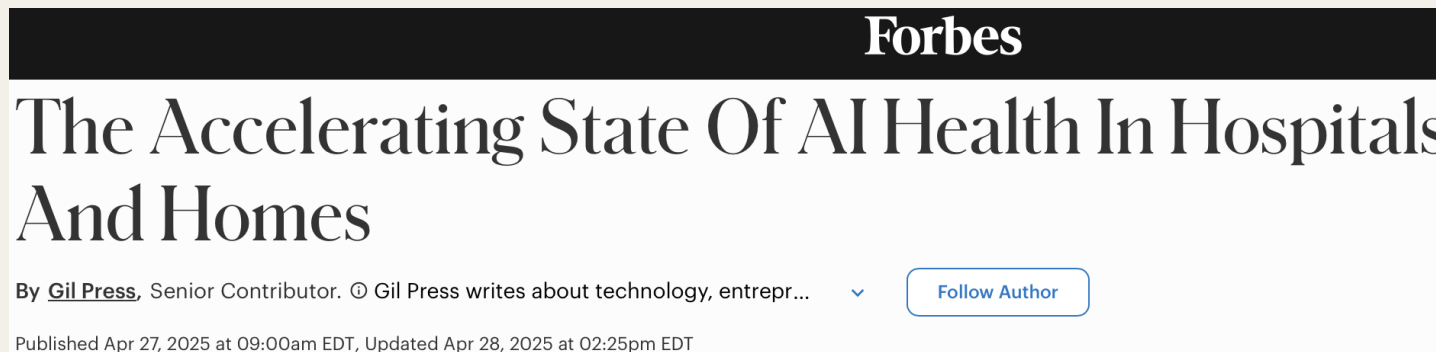 Forbes
The Accelerating State Of AI Health In Hospitals
And Homes
By Gil Press, Senior Contributor. ⓘ Gil Press writes about technology, entrepr...
Follow Author
Published Apr 27, 2025 at 09:00am EDT, Updated Apr 28, 2025 at 02:25pm EDT